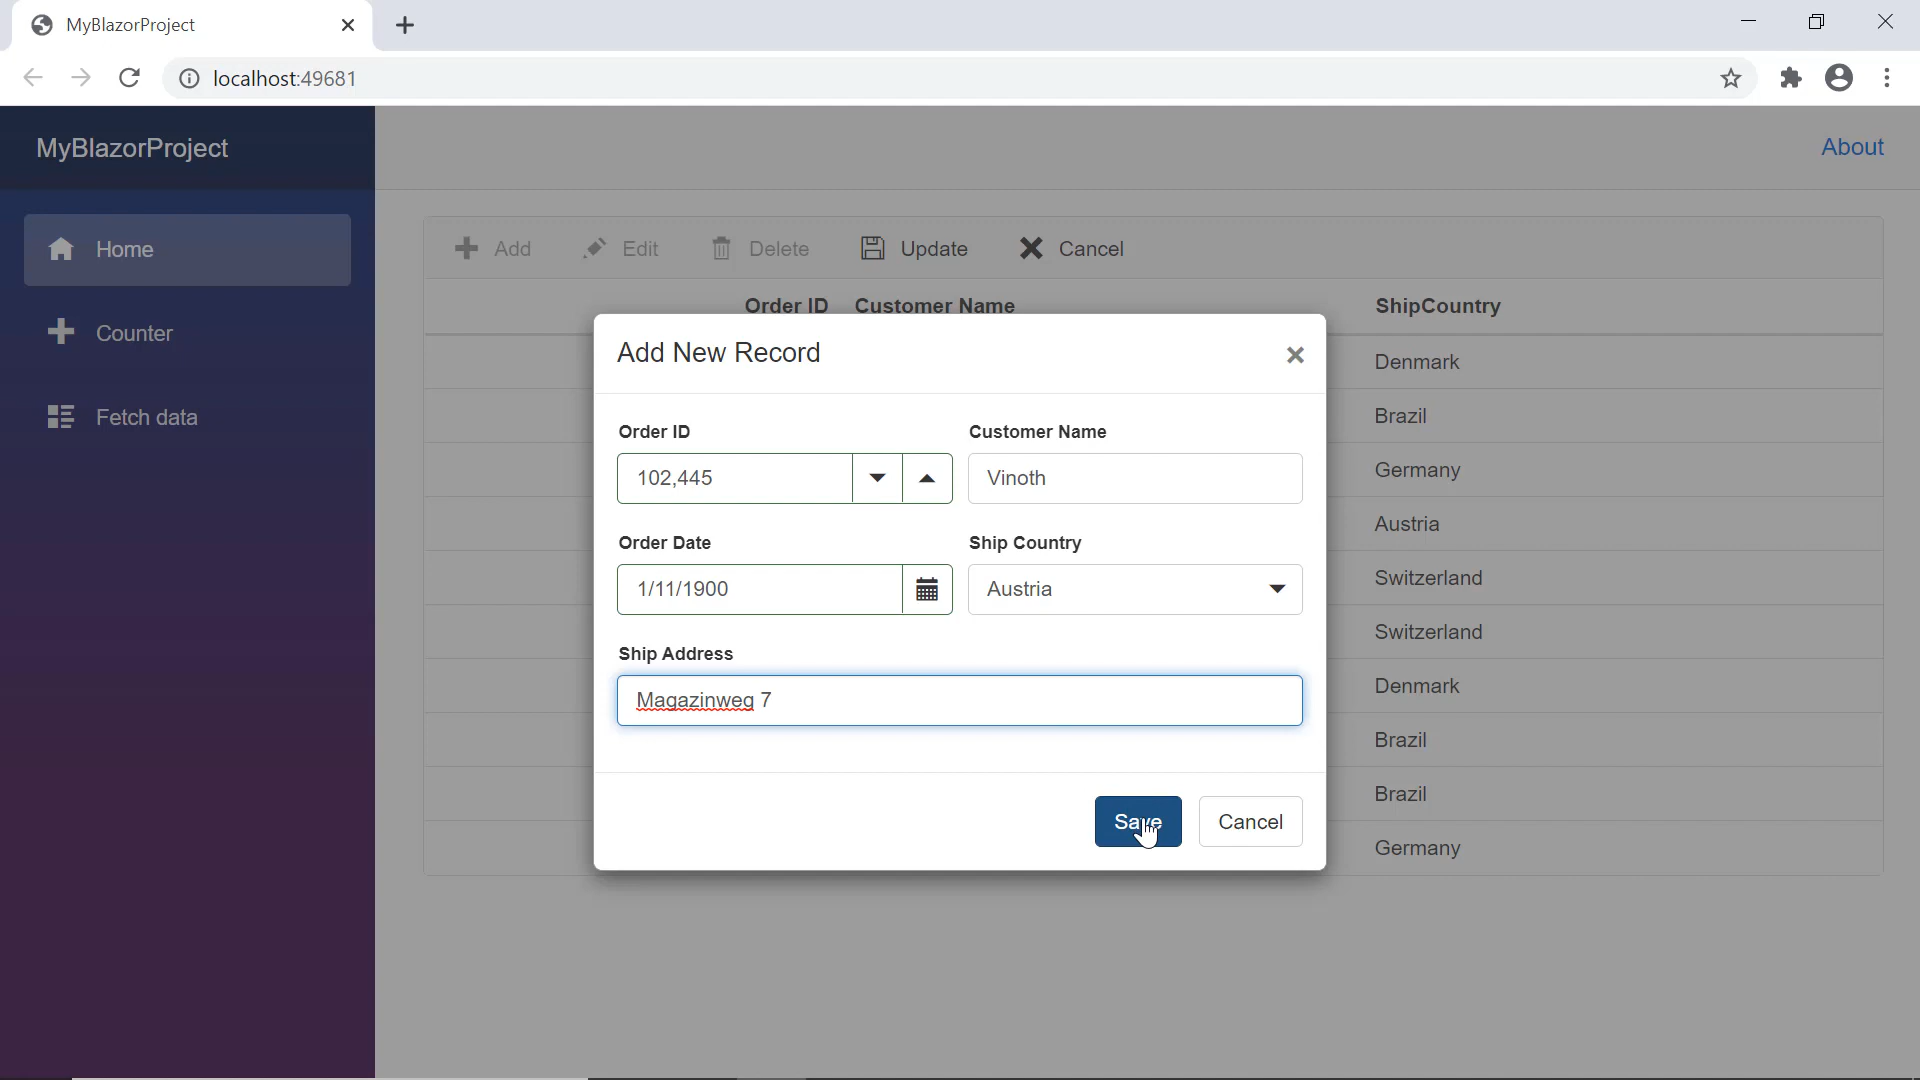 MyBlazorProject
localhost:49681
MyBlazorProject
About
Home
Counter
Fetch data
Add Edit Delete Update Cancel
Order ID Customer Name ShipCountry
Denmark
Brazil
Germany
Austria
Switzerland
Switzerland
Denmark
Brazil
Brazil
Germany
Add New Record
Order ID Customer Name
102,445 Vinoth
Order Date Ship Country
1/11/1900 Austria
Ship Address
Magazinweg 7
Save Cancel